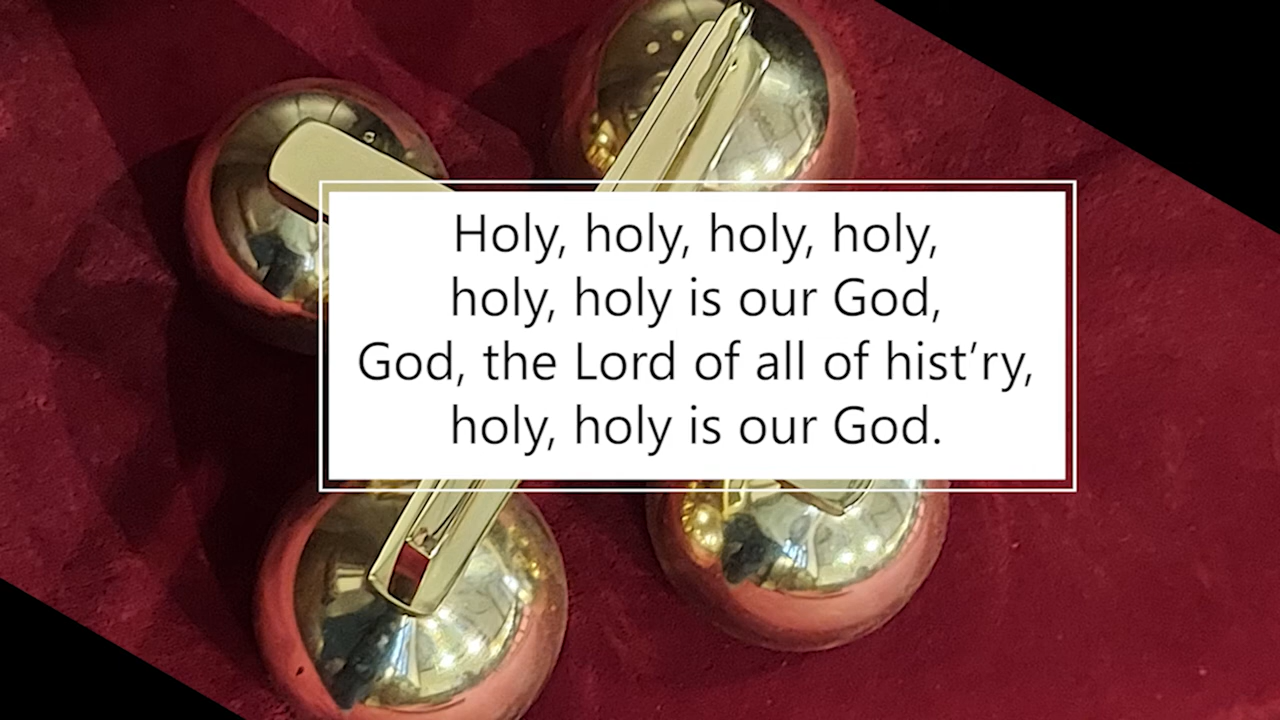 Holy, holy, holy, holy,
holy, holy is our God,
God, the Lord of all of hist’ry,
holy, holy is our God.